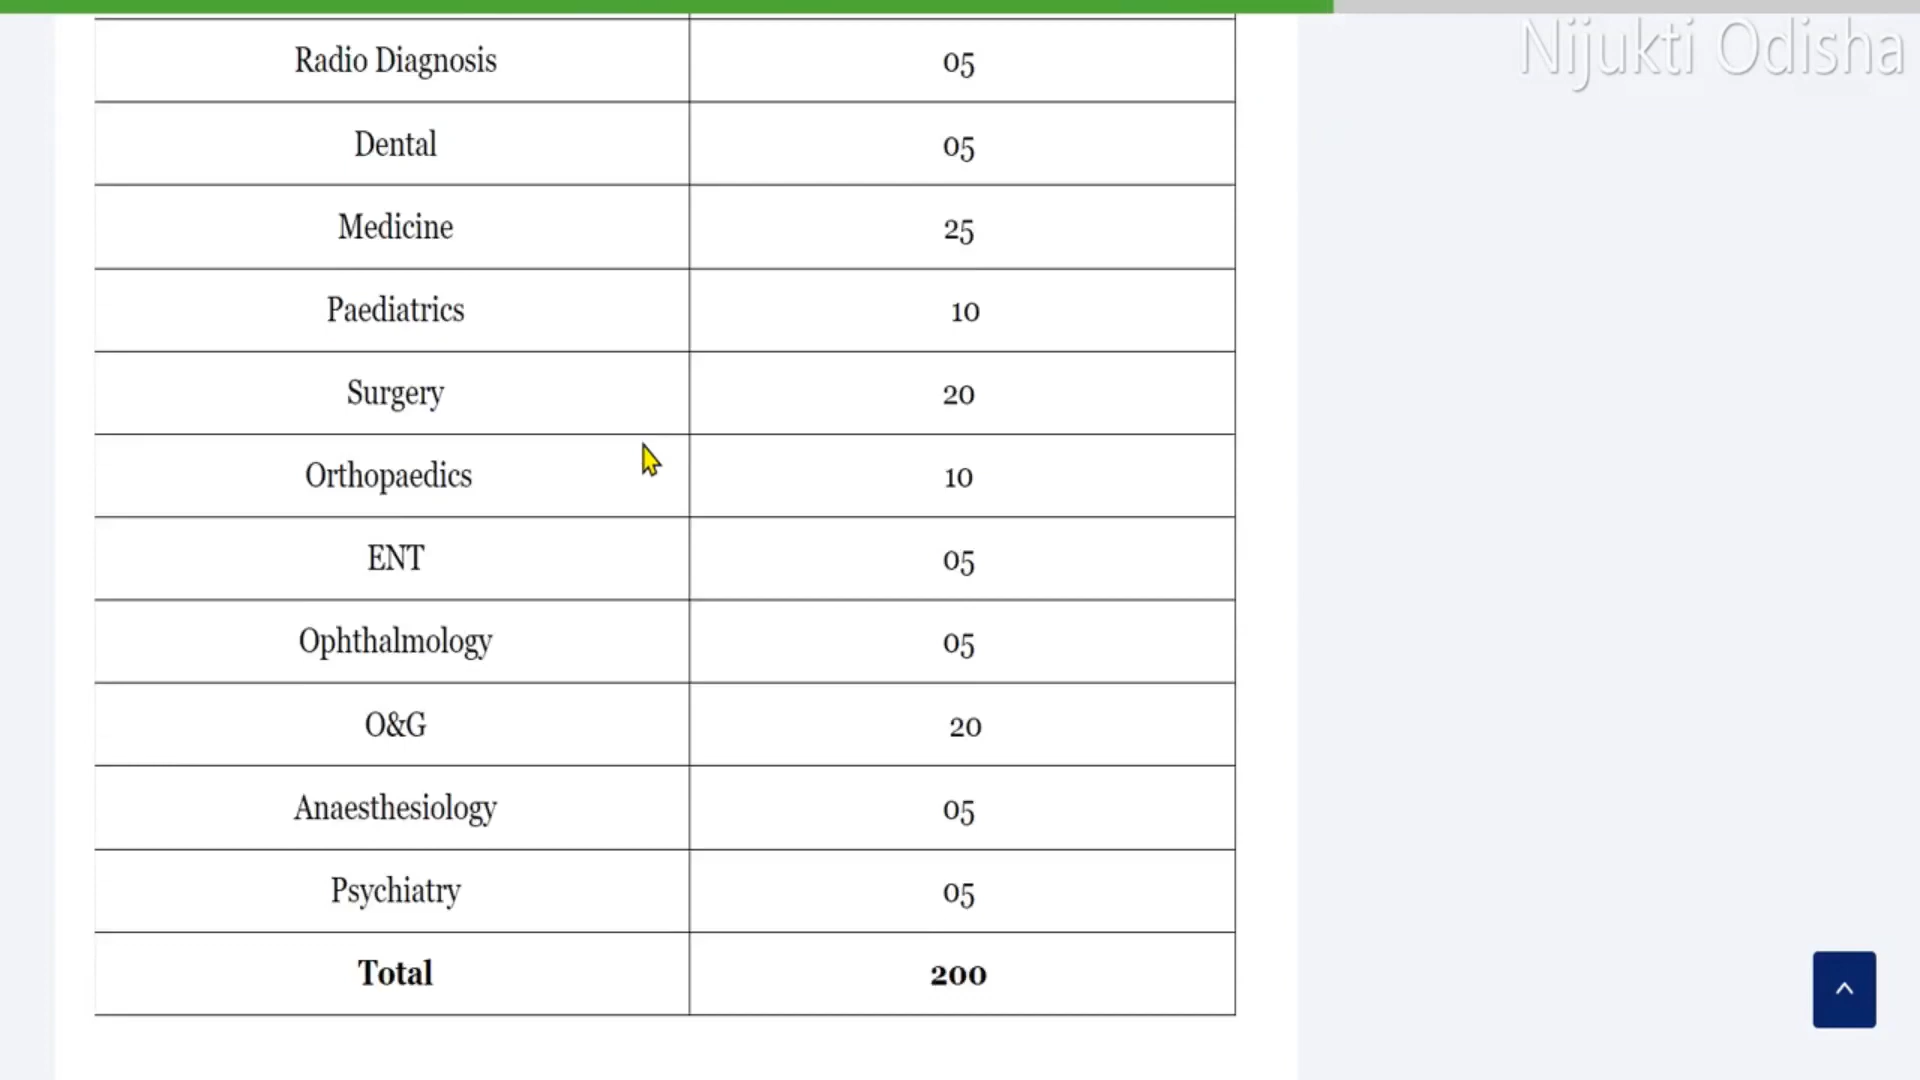 Nijukti Odisha
Radio Diagnosis 05
Dental 05
Medicine 25
Paediatrics 10
Surgery 20
Orthopaedics 10
ENT 05
Ophthalmology 05
O&G 20
Anaesthesiology 05
Psychiatry 05
Total 200